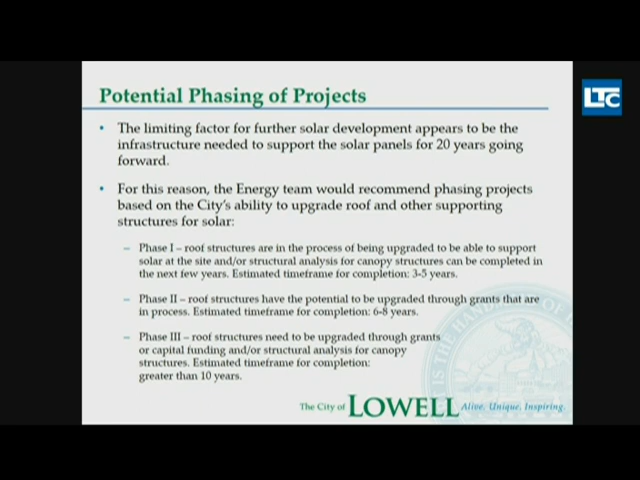 Potential Phasing of Projects
LTC
• The limiting factor for further solar development appears to be the
infrastructure needed to support the solar panels for 20 years going
forward.
• For this reason, the Energy team would recommend phasing projects
based on the City's ability to upgrade roof and other supporting
structures for solar:
– Phase I – roof structures are in the process of being upgraded to be able to support
solar at the site and/or structural analysis for canopy structures can be completed in
the next few years. Estimated timeframe for completion: 3-5 years.
– Phase II – roof structures have the potential to be upgraded through grants that are
in process. Estimated timeframe for completion: 6-8 years.
– Phase III – roof structures need to be upgraded through grants
or capital funding and/or structural analysis for canopy
structures. Estimated timeframe for completion:
greater than 10 years.
The City of LOWELL Alive. Unique. Inspiring.